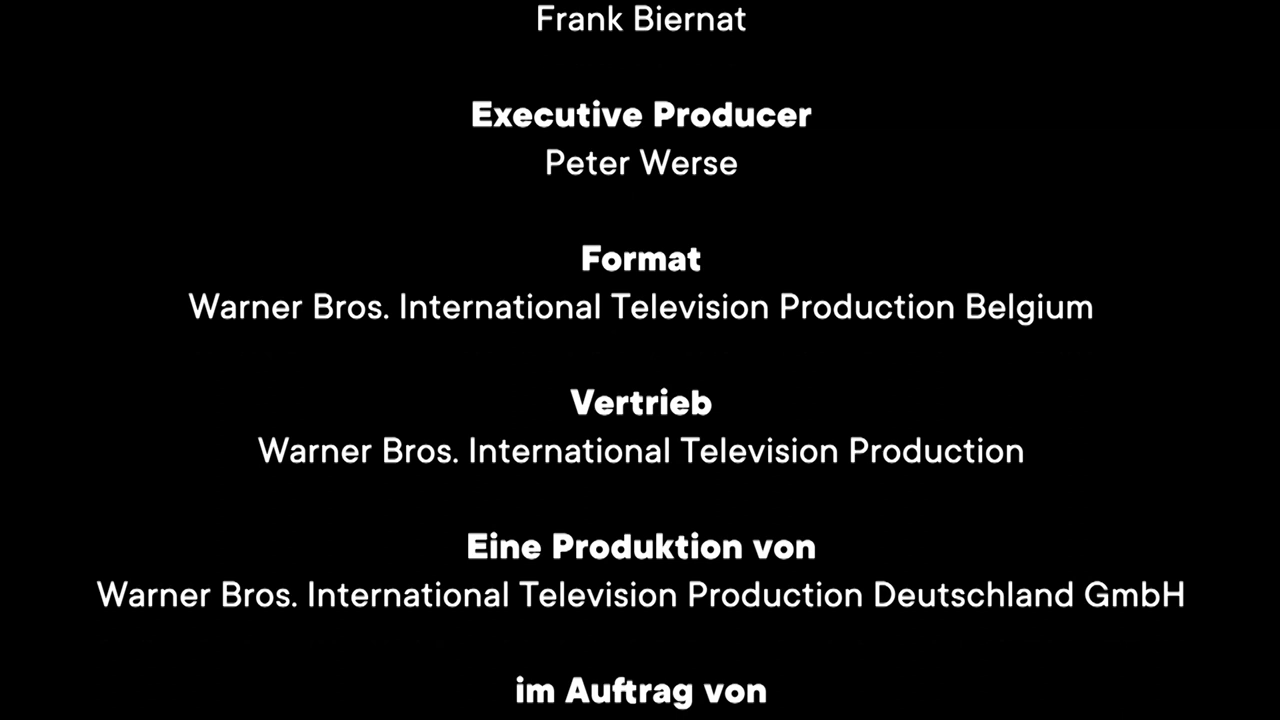 Frank Biernat
Executive Producer
Peter Werse
Format
Warner Bros. International Television Production Belgium
Vertrieb
Warner Bros. International Television Production
Eine Produktion von
Warner Bros. International Television Production Deutschland GmbH
im Auftrag von